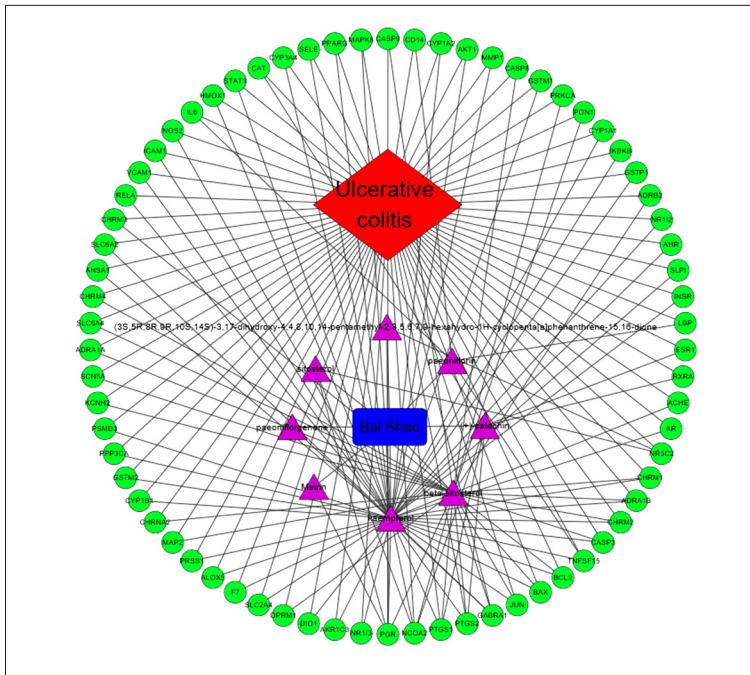 CASP9
CD14
CYP1A2
AKT1
MMP1
CASP8
GSTM1
PRKCA
PON1
CYP1A1
IKBKB
GSTP1
ADRB2
NR1I2
AHR
SLPI
INSR
LBP
ESR1
RXRA
ACHE
AR
NR3C2
CHRM1
ADRA1B
CHRM2
CASP3
TNFSF15
BCL2
BAX
JUN
GABRA1
PTGS2
PTGS1
NCOA2
PGR
NR1I3
AKR1C3
DIO1
OPRM1
SLC2A4
F7
ALOX5
PRSS1
MAP2
CHRNA2
CYP1B1
GSTM2
PPP3CA
PSMD3
KCNH2
SCN5A
ADRA1A
SLC6A4
CHRM4
AHSA1
SLC6A2
CHRM3
RELA
VCAM1
ICAM1
NOS2
IL6
HMOX1
STAT1
CAT
CYP3A4
SELE
PPARG
MAPK8
Ulcerative
colitis
(3S,5R,8R,9R,10S,14S)-3,17-dihydroxy-4,4,8,10,14-pentamethyl-2,3,5,6,7,9-hexahydro-1H-cyclopenta[a]phenanthrene-15,16-dione
paeoniflorin
sitosterol
paeoniflorgenone
Bai Shao
(+)-catechin
Mairin
beta-sitosterol
kaempferol